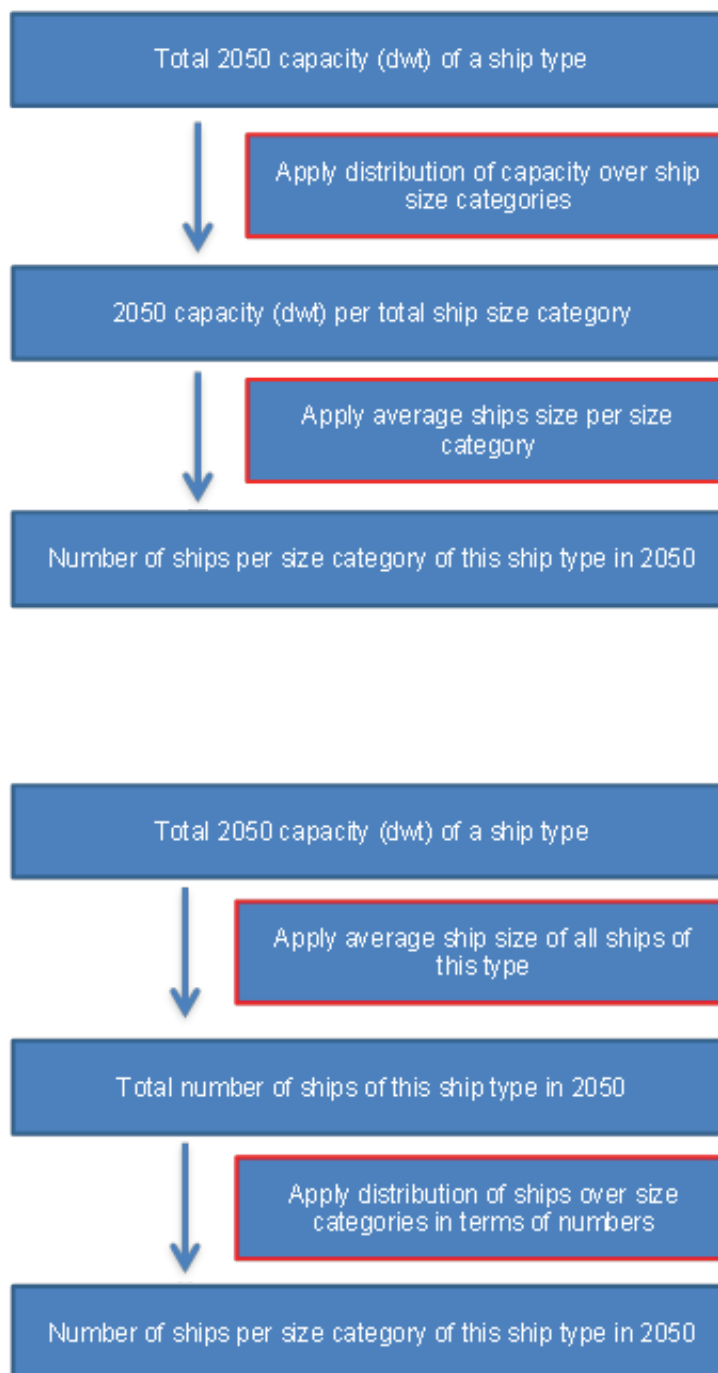 Total 2050 capacity (dwt) of a ship type
Apply distribution of capacity over ship
size categories
2050 capacity (dwt) per total ship size category
Apply average ships size per size
category
Number of ships per size category of this ship type in 2050
Total 2050 capacity (dwt) of a ship type
Apply average ship size of all ships of
this type
Total number of ships of this ship type in 2050
Apply distribution of ships over size
categories in terms of numbers
Number of ships per size category of this ship type in 2050